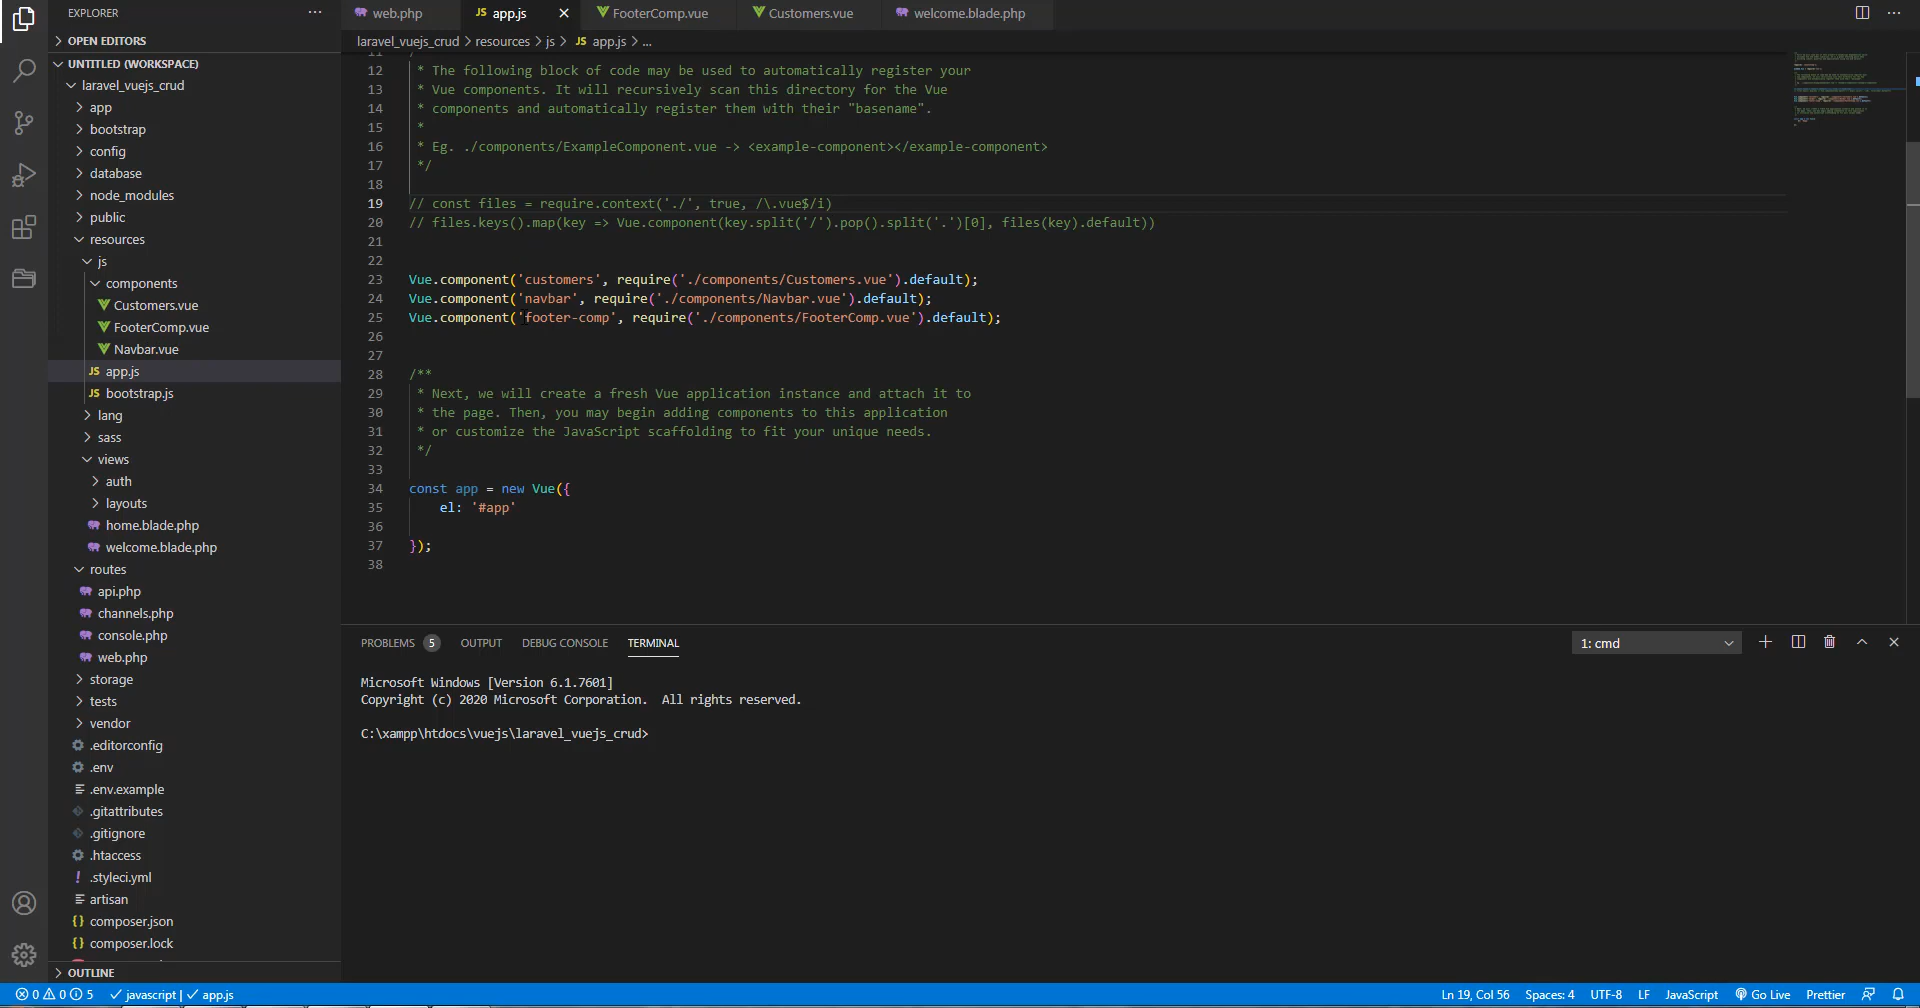 EXPLORER
OPEN EDITORS
UNTITLED (WORKSPACE)
laravel_vuejs_crud
app
bootstrap
config
database
node_modules
public
resources
js
components
Customers.vue
FooterComp.vue
Navbar.vue
JS app.js
JS bootstrap.js
lang
sass
views
auth
layouts
home.blade.php
welcome.blade.php
routes
api.php
channels.php
console.php
web.php
storage
tests
vendor
.editorconfig
.env
.env.example
.gitattributes
.gitignore
.htaccess
! .styleci.yml
artisan
{} composer.json
{} composer.lock
OUTLINE
web.php JS app.js FooterComp.vue Customers.vue welcome.blade.php
laravel_vuejs_crud > resources > js > JS app.js > ...
12 * The following block of code may be used to automatically register your
13 * Vue components. It will recursively scan this directory for the Vue
14 * components and automatically register them with their "basename".
15 *
16 * Eg. ./components/ExampleComponent.vue -> <example-component></example-component>
17 */
18
19 // const files = require.context('./', true, /\.vue$/i)
20 // files.keys().map(key => Vue.component(key.split('/').pop().split('.')[0], files(key).default))
21
22
23 Vue.component('customers', require('./components/Customers.vue').default);
24 Vue.component('navbar', require('./components/Navbar.vue').default);
25 Vue.component('footer-comp', require('./components/FooterComp.vue').default);
26
27
28 /**
29 * Next, we will create a fresh Vue application instance and attach it to
30 * the page. Then, you may begin adding components to this application
31 * or customize the JavaScript scaffolding to fit your unique needs.
32 */
33
34 const app = new Vue({
35 el: '#app'
36
37 });
38
PROBLEMS 5 OUTPUT DEBUG CONSOLE TERMINAL 1: cmd
Microsoft Windows [Version 6.1.7601]
Copyright (c) 2020 Microsoft Corporation. All rights reserved.
C:\xampp\htdocs\vuejs\laravel_vuejs_crud>
0 0 5 javascript | app.js Ln 19, Col 56 Spaces: 4 UTF-8 LF JavaScript Go Live Prettier